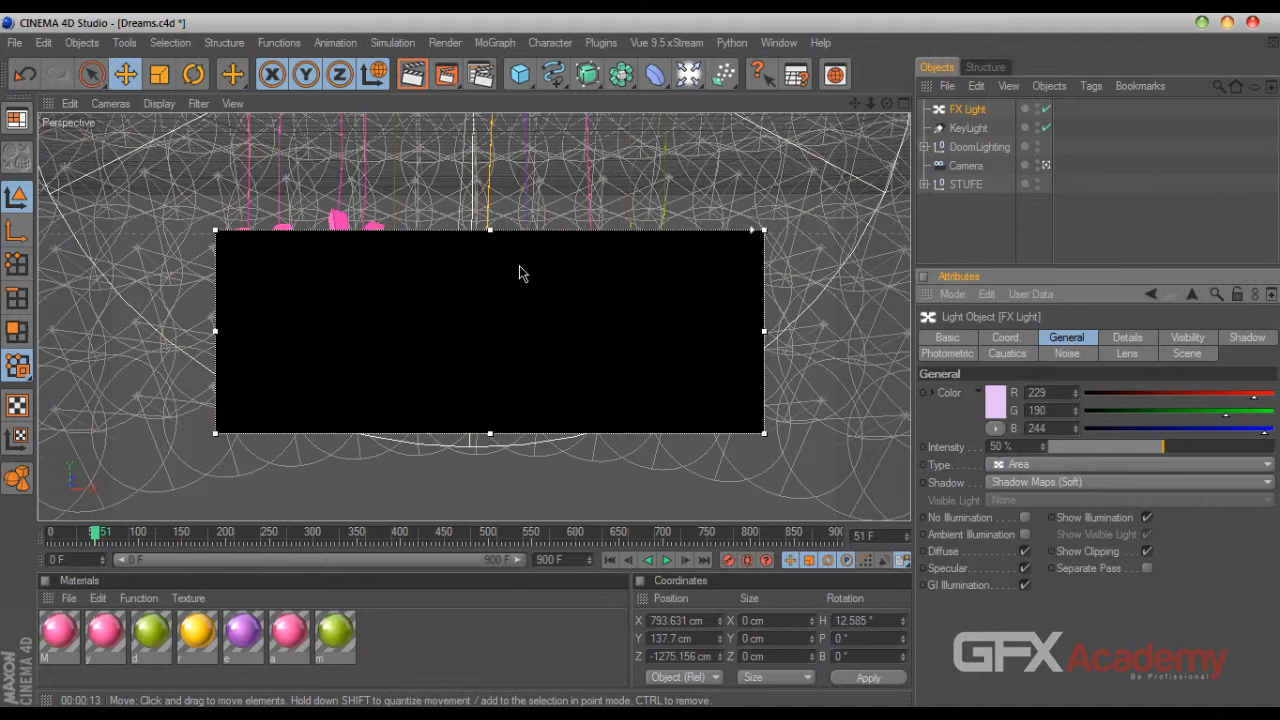 CINEMA 4D Studio - [Dreams.c4d *]
File Edit Objects Tools Selection Structure Functions Animation Simulation Render MoGraph Character Plugins Vue 9.5 xStream Python Window Help
Objects Structure
File Edit View Objects Tags Bookmarks
Edit Cameras Display Filter View
Perspective
FX Light
KeyLight
DoomLighting
Camera
STUFE
Attributes
Mode Edit User Data
Light Object [FX Light]
Basic Coord. General Details Visibility Shadow
Photometric Caustics Noise Lens Scene
General
Color R 229
G 190
B 244
Intensity 50 %
Type Area
Shadow Shadow Maps (Soft)
Visible Light None
No Illumination Show Illumination
Ambient Illumination Show Visible Light
Diffuse Show Clipping
Specular Separate Pass
GI Illumination
0 51 100 150 200 250 300 350 400 450 500 550 600 650 700 750 800 850 900 51 F
0 F 0 F 900 F 900 F
Materials
File Edit Function Texture
M y d r e a m
Coordinates
Position Size Rotation
X 793.631 cm X 0 cm H 12.585 °
Y 137.7 cm Y 0 cm P 0 °
Z -1275.156 cm Z 0 cm B 0 °
Object (Rel) Size Apply
GFX Academy
Be Professional
MAXON CINEMA 4D
00:00:13 Move: Click and drag to move elements. Hold down SHIFT to quantize movement / add to the selection in point mode, CTRL to remove.